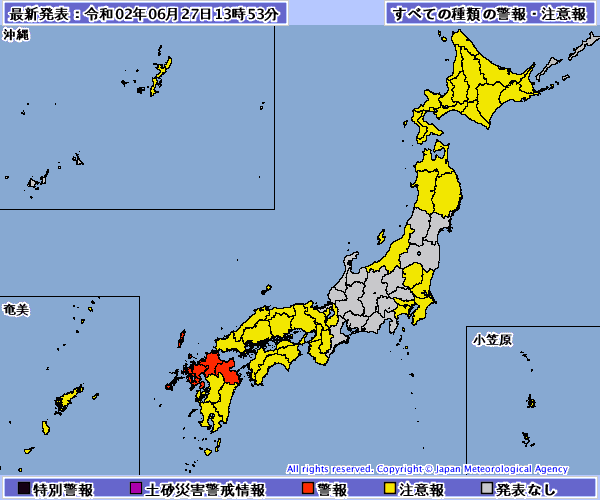 最新発表：令和02年06月27日13時53分
すべての種類の警報・注意報
沖縄
奄美
小笠原
All rights reserved. Copyright © Japan Meteorological Agency
特別警報 土砂災害警戒情報 警報 注意報 発表なし